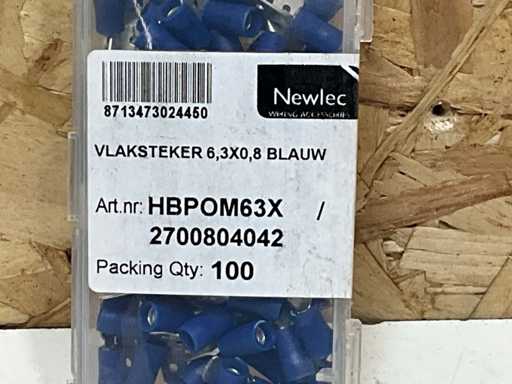 8713473024450
Newlec
WIRING ACCESSORIES
VLAKSTEKER 6,3X0,8 BLAUW
Art.nr: HBPOM63X /
2700804042
Packing Qty: 100